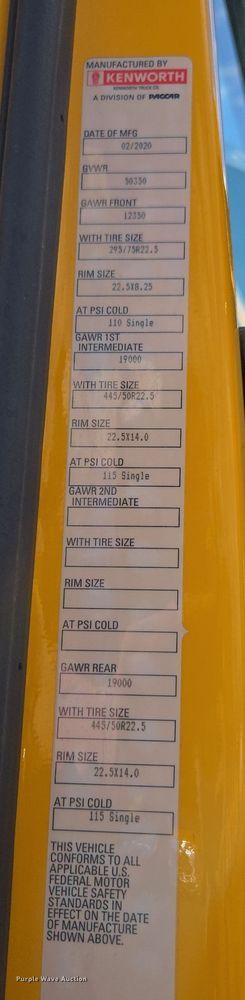 MANUFACTURED BY
KENWORTH
KENWORTH TRUCK CO.
A DIVISION OF PACCAR
DATE OF MFG
02/2020
GVWR
50350
GAWR FRONT
12350
WITH TIRE SIZE
295/75R22.5
RIM SIZE
22.5X8.25
AT PSI COLD
110 Single
GAWR 1ST
INTERMEDIATE
19000
WITH TIRE SIZE
445/50R22.5
RIM SIZE
22.5X14.0
AT PSI COLD
115 Single
GAWR 2ND
INTERMEDIATE
WITH TIRE SIZE
RIM SIZE
AT PSI COLD
GAWR REAR
19000
WITH TIRE SIZE
445/50R22.5
RIM SIZE
22.5X14.0
AT PSI COLD
115 Single
THIS VEHICLE
CONFORMS TO ALL
APPLICABLE U.S.
FEDERAL MOTOR
VEHICLE SAFETY
STANDARDS IN
EFFECT ON THE DATE
OF MANUFACTURE
SHOWN ABOVE.
Purple Wave Auction